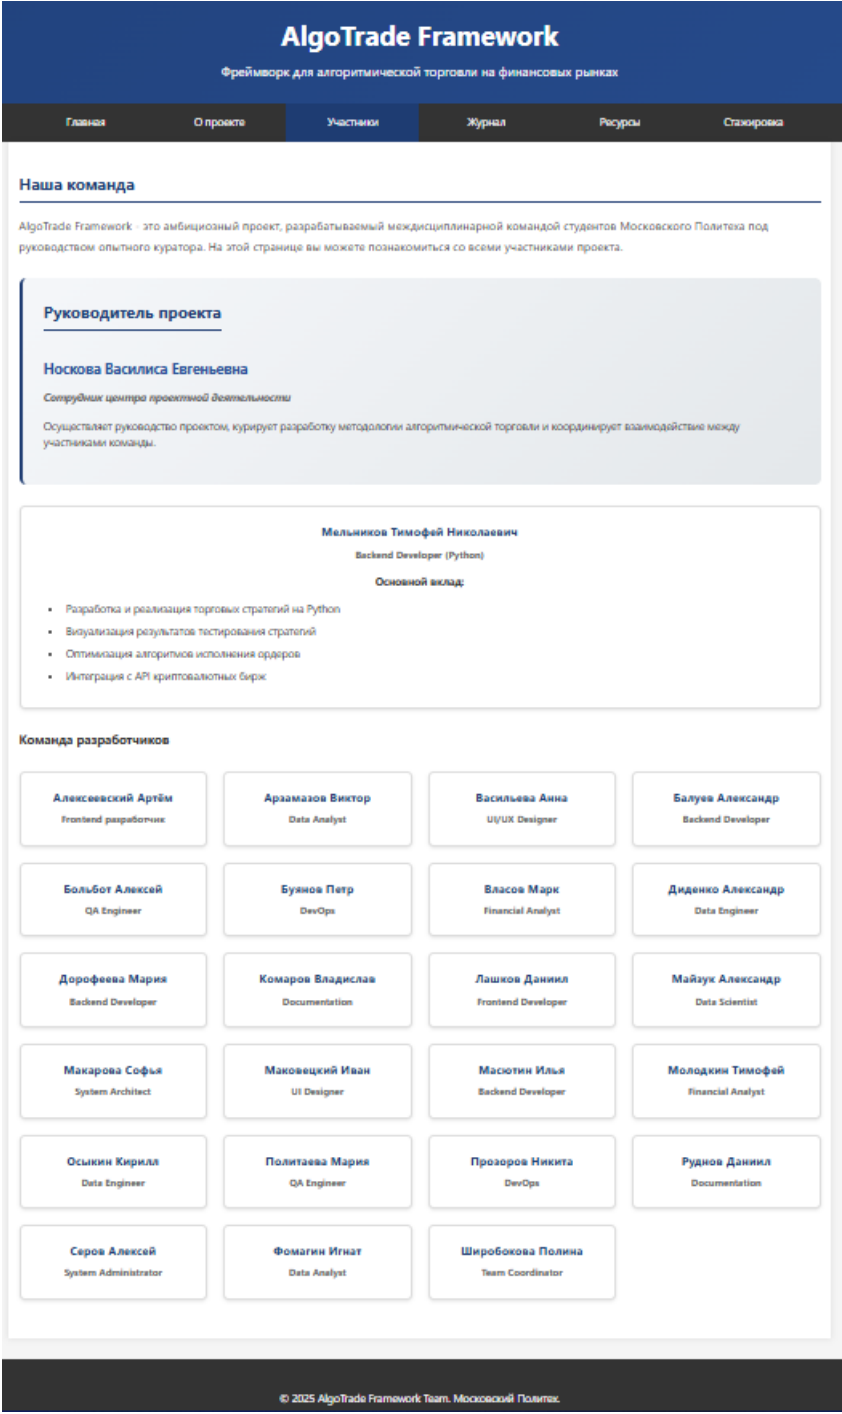 AlgoTrade Framework
Фреймворк для алгоритмической торговли на финансовых рынках
Главная О проекте Участники Журнал Ресурсы Стажировка
Наша команда
AlgoTrade Framework - это амбициозный проект, разрабатываемый междисциплинарной командой студентов Московского Политеха под
руководством опытного куратора. На этой странице вы можете познакомиться со всеми участниками проекта.
Руководитель проекта
Носкова Василиса Евгеньевна
Сотрудник центра проектной деятельности
Осуществляет руководство проектом, курирует разработку методологии алгоритмической торговли и координирует взаимодействие между
участниками команды.
Мельников Тимофей Николаевич
Backend Developer (Python)
Основной вклад:
• Разработка и реализация торговых стратегий на Python
• Визуализация результатов тестирования стратегий
• Оптимизация алгоритмов исполнения ордеров
• Интеграция с API криптовалютных бирж
Команда разработчиков
Алексеевский Артём Арзамазов Виктор Васильева Анна Балуев Александр
Frontend разработчик Data Analyst UI/UX Designer Backend Developer
Больбот Алексей Буянов Петр Власов Марк Диденко Александр
QA Engineer DevOps Financial Analyst Data Engineer
Дорофеева Мария Комаров Владислав Лашков Даниил Майзук Александр
Backend Developer Documentation Frontend Developer Data Scientist
Макарова Софья Маковецкий Иван Масютин Илья Молодкин Тимофей
System Architect UI Designer Backend Developer Financial Analyst
Осыкин Кирилл Политаева Мария Прозоров Никита Руднов Даниил
Data Engineer QA Engineer DevOps Documentation
Серов Алексей Фомагин Игнат Широбокова Полина
System Administrator Data Analyst Team Coordinator
© 2025 AlgoTrade Framework Team. Московский Политех.